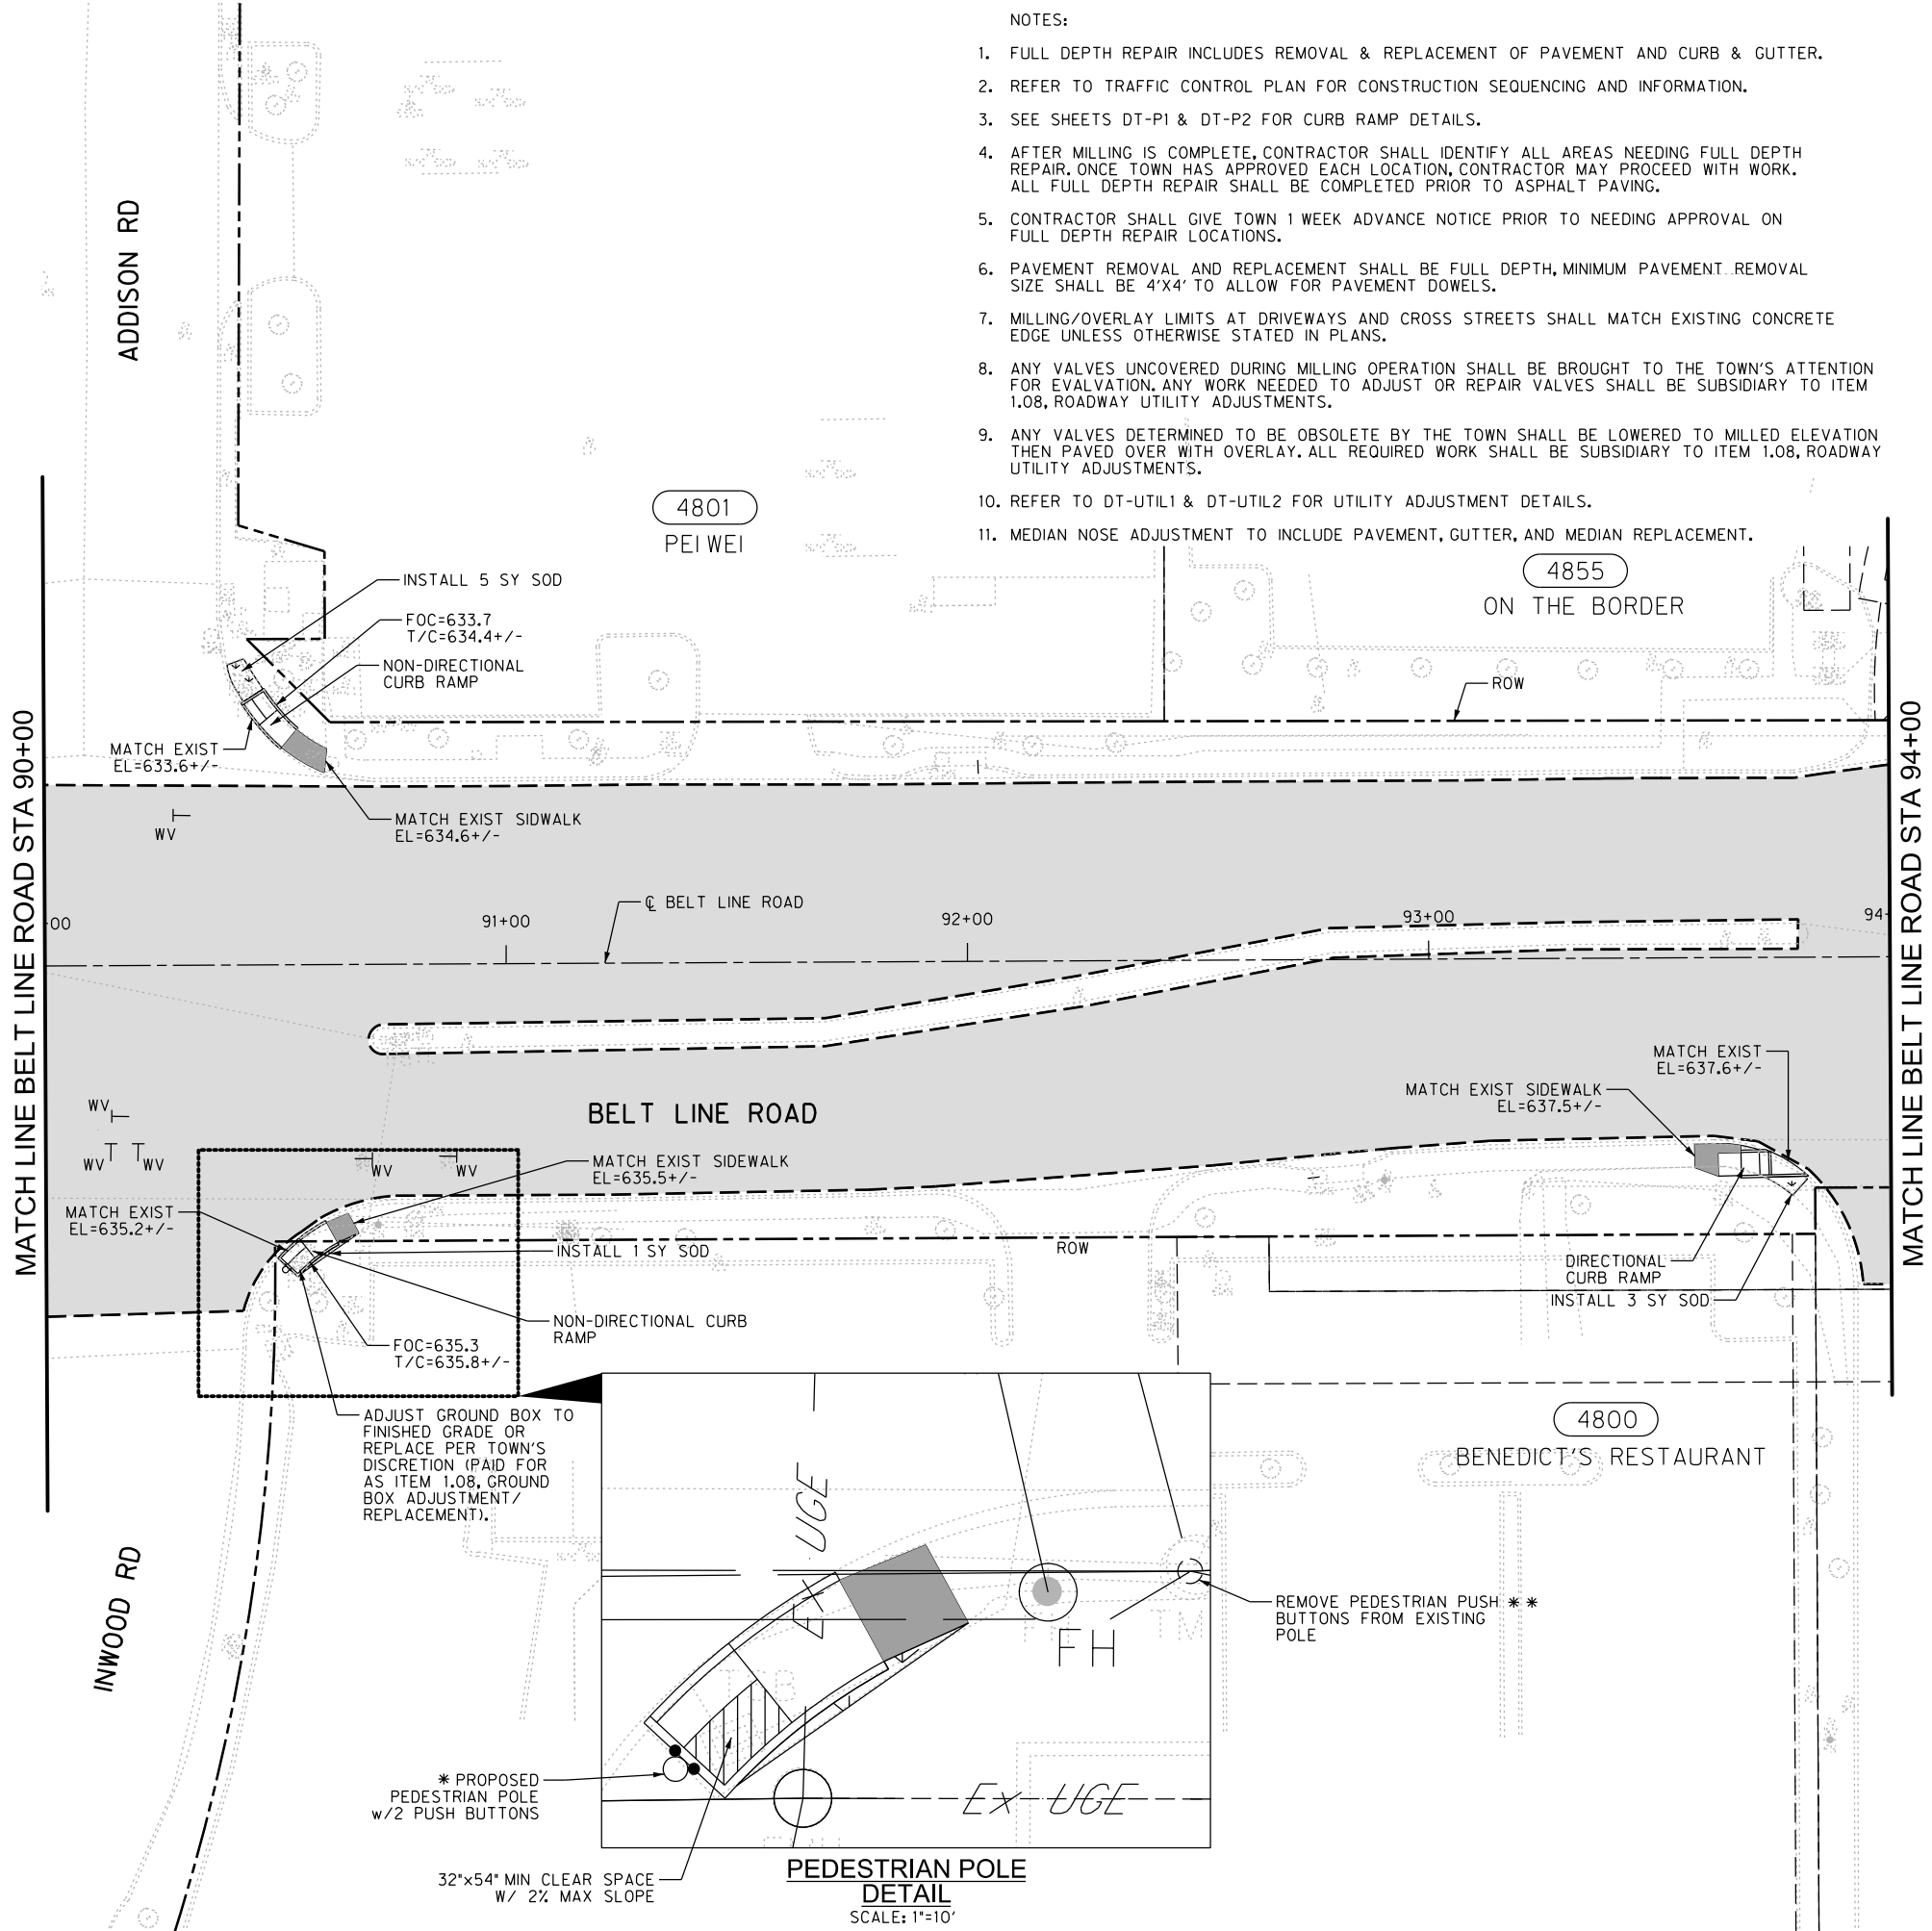 NOTES:
1. FULL DEPTH REPAIR INCLUDES REMOVAL & REPLACEMENT OF PAVEMENT AND CURB & GUTTER.
2. REFER TO TRAFFIC CONTROL PLAN FOR CONSTRUCTION SEQUENCING AND INFORMATION.
3. SEE SHEETS DT-P1 & DT-P2 FOR CURB RAMP DETAILS.
4. AFTER MILLING IS COMPLETE, CONTRACTOR SHALL IDENTIFY ALL AREAS NEEDING FULL DEPTH
REPAIR. ONCE TOWN HAS APPROVED EACH LOCATION, CONTRACTOR MAY PROCEED WITH WORK.
ALL FULL DEPTH REPAIR SHALL BE COMPLETED PRIOR TO ASPHALT PAVING.
5. CONTRACTOR SHALL GIVE TOWN 1 WEEK ADVANCE NOTICE PRIOR TO NEEDING APPROVAL ON
FULL DEPTH REPAIR LOCATIONS.
6. PAVEMENT REMOVAL AND REPLACEMENT SHALL BE FULL DEPTH, MINIMUM PAVEMENT REMOVAL
SIZE SHALL BE 4'X4' TO ALLOW FOR PAVEMENT DOWELS.
7. MILLING/OVERLAY LIMITS AT DRIVEWAYS AND CROSS STREETS SHALL MATCH EXISTING CONCRETE
EDGE UNLESS OTHERWISE STATED IN PLANS.
8. ANY VALVES UNCOVERED DURING MILLING OPERATION SHALL BE BROUGHT TO THE TOWN'S ATTENTION
FOR EVALVATION. ANY WORK NEEDED TO ADJUST OR REPAIR VALVES SHALL BE SUBSIDIARY TO ITEM
1.08, ROADWAY UTILITY ADJUSTMENTS.
9. ANY VALVES DETERMINED TO BE OBSOLETE BY THE TOWN SHALL BE LOWERED TO MILLED ELEVATION
THEN PAVED OVER WITH OVERLAY. ALL REQUIRED WORK SHALL BE SUBSIDIARY TO ITEM 1.08, ROADWAY
UTILITY ADJUSTMENTS.
10. REFER TO DT-UTIL1 & DT-UTIL2 FOR UTILITY ADJUSTMENT DETAILS.
11. MEDIAN NOSE ADJUSTMENT TO INCLUDE PAVEMENT, GUTTER, AND MEDIAN REPLACEMENT.
ADDISON RD
4801
PEI WEI
4855
ON THE BORDER
INSTALL 5 SY SOD
FOC=633.7
T/C=634.4+/-
NON-DIRECTIONAL
CURB RAMP
ROW
MATCH EXIST
EL=633.6+/-
MATCH EXIST SIDWALK
EL=634.6+/-
WV
MATCH LINE BELT LINE ROAD STA 90+00
MATCH LINE BELT LINE ROAD STA 94+00
℄ BELT LINE ROAD
+00
91+00
92+00
93+00
94+
BELT LINE ROAD
MATCH EXIST
EL=637.6+/-
MATCH EXIST SIDEWALK
EL=637.5+/-
WV
WV
WV
WV
WV
MATCH EXIST SIDEWALK
EL=635.5+/-
MATCH EXIST
EL=635.2+/-
INSTALL 1 SY SOD
ROW
DIRECTIONAL
CURB RAMP
INSTALL 3 SY SOD
NON-DIRECTIONAL CURB
RAMP
FOC=635.3
T/C=635.8+/-
ADJUST GROUND BOX TO
FINISHED GRADE OR
REPLACE PER TOWN'S
DISCRETION (PAID FOR
AS ITEM 1.08, GROUND
BOX ADJUSTMENT/
REPLACEMENT).
4800
BENEDICT'S RESTAURANT
INWOOD RD
EX UGE
FH
TM
REMOVE PEDESTRIAN PUSH **
BUTTONS FROM EXISTING
POLE
* PROPOSED
PEDESTRIAN POLE
w/2 PUSH BUTTONS
EX UGE
32"x54" MIN CLEAR SPACE
W/ 2% MAX SLOPE
PEDESTRIAN POLE
DETAIL
SCALE: 1"=10'